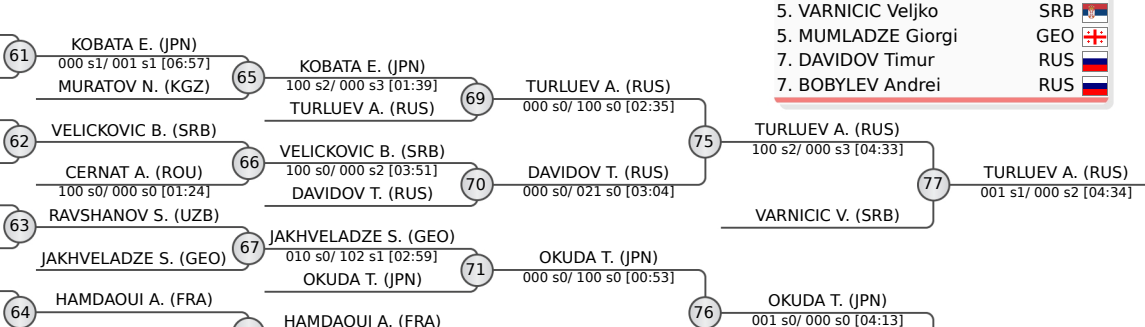 5. VARNICIC Veljko SRB
5. MUMLADZE Giorgi GEO
7. DAVIDOV Timur RUS
7. BOBYLEV Andrei RUS
61
KOBATA E. (JPN)
000 s1/ 001 s1 [06:57]
MURATOV N. (KGZ)
65
KOBATA E. (JPN)
100 s2/ 000 s3 [01:39]
TURLUEV A. (RUS)
69
TURLUEV A. (RUS)
000 s0/ 100 s0 [02:35]
62
VELICKOVIC B. (SRB)
CERNAT A. (ROU)
100 s0/ 000 s0 [01:24]
66
VELICKOVIC B. (SRB)
100 s0/ 000 s2 [03:51]
DAVIDOV T. (RUS)
70
DAVIDOV T. (RUS)
000 s0/ 021 s0 [03:04]
75
TURLUEV A. (RUS)
100 s2/ 000 s3 [04:33]
VARNICIC V. (SRB)
77
TURLUEV A. (RUS)
001 s1/ 000 s2 [04:34]
63
RAVSHANOV S. (UZB)
JAKHVELADZE S. (GEO)
67
JAKHVELADZE S. (GEO)
010 s0/ 102 s1 [02:59]
OKUDA T. (JPN)
71
OKUDA T. (JPN)
000 s0/ 100 s0 [00:53]
64
HAMDAOUI A. (FRA)
HAMDAOUI A. (FRA)
76
OKUDA T. (JPN)
001 s0/ 000 s0 [04:13]